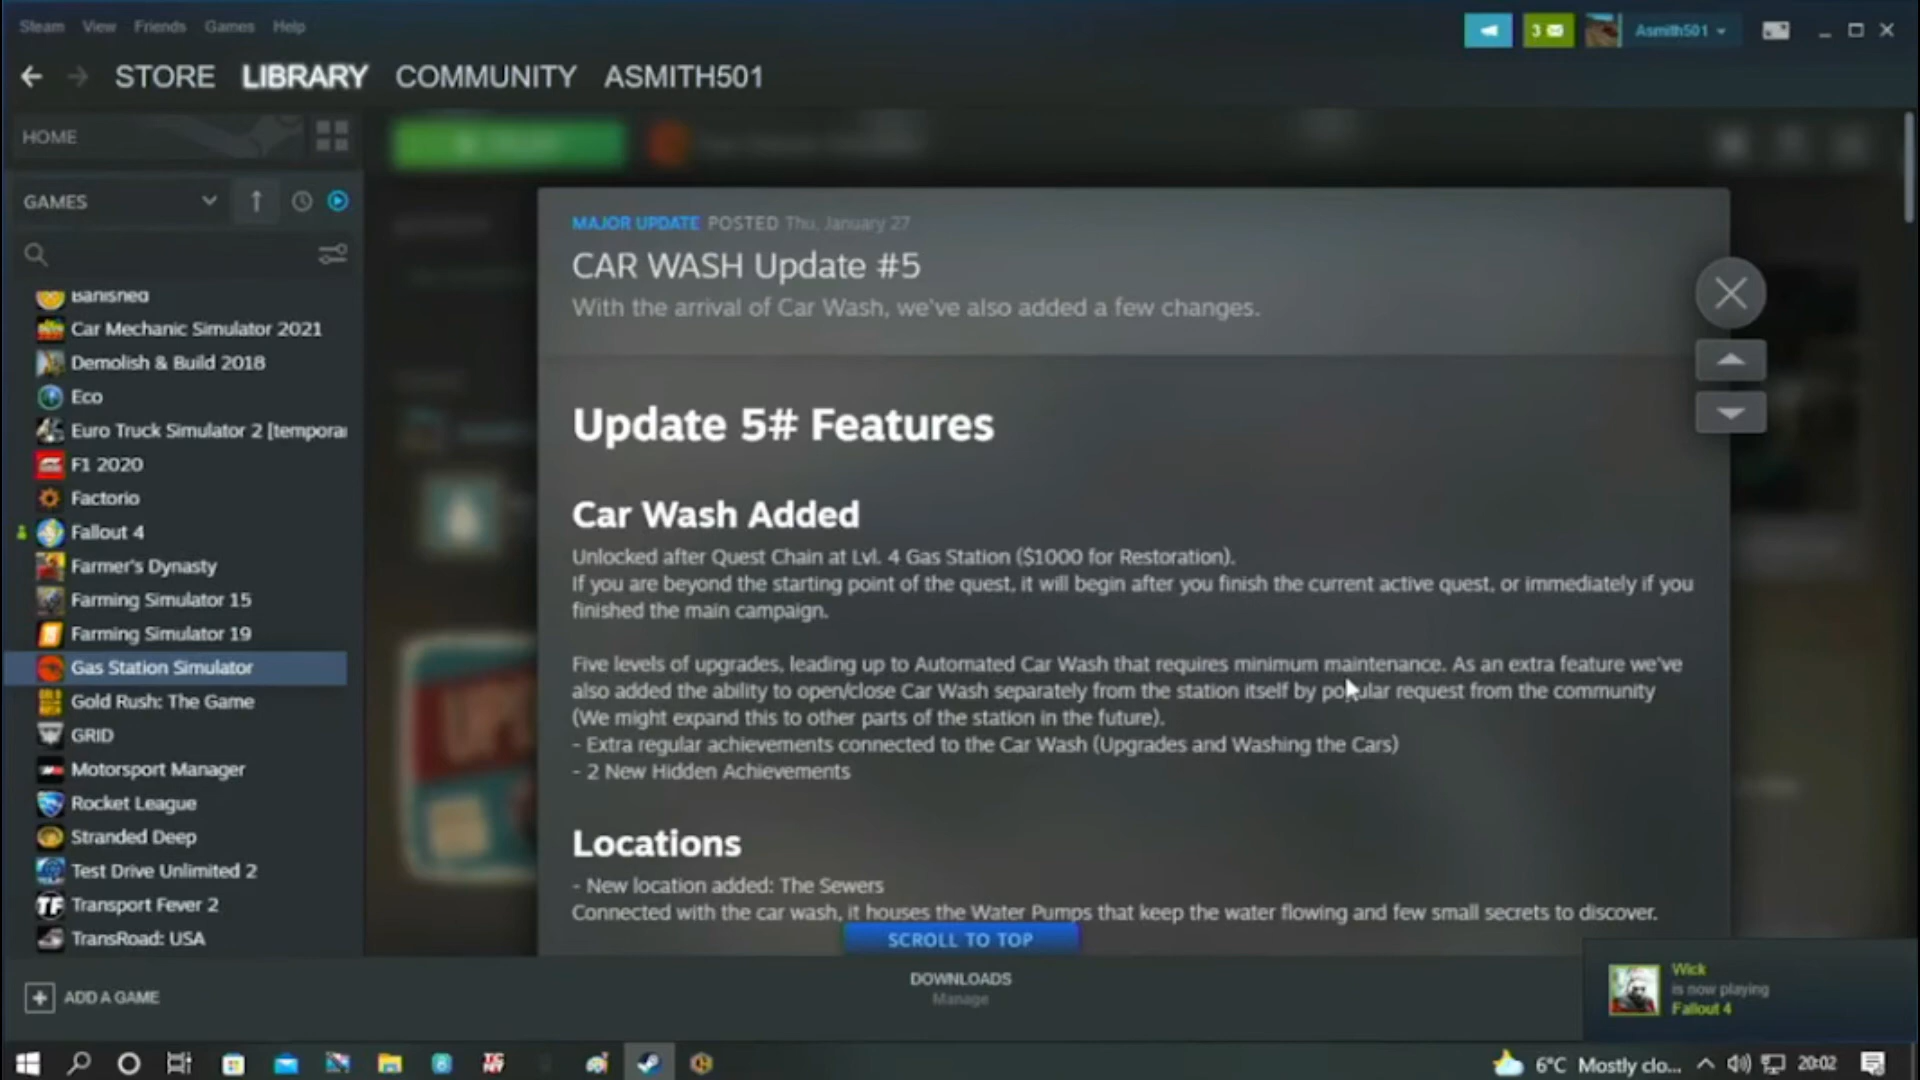 Steam View Friends Games Help
3
Asmith501
STORE LIBRARY COMMUNITY ASMITH501
HOME
GAMES
Banished
Car Mechanic Simulator 2021
Demolish & Build 2018
Eco
Euro Truck Simulator 2 [temporar
F1 2020
Factorio
Fallout 4
Farmer's Dynasty
Farming Simulator 15
Farming Simulator 19
Gas Station Simulator
Gold Rush: The Game
GRID
Motorsport Manager
Rocket League
Stranded Deep
Test Drive Unlimited 2
Transport Fever 2
TransRoad: USA
ADD A GAME
MAJOR UPDATE POSTED Thu, January 27
CAR WASH Update #5
With the arrival of Car Wash, we've also added a few changes.
Update 5# Features
Car Wash Added
Unlocked after Quest Chain at Lvl. 4 Gas Station ($1000 for Restoration).
If you are beyond the starting point of the quest, it will begin after you finish the current active quest, or immediately if you
finished the main campaign.
Five levels of upgrades, leading up to Automated Car Wash that requires minimum maintenance. As an extra feature we've
also added the ability to open/close Car Wash separately from the station itself by popular request from the community
(We might expand this to other parts of the station in the future).
- Extra regular achievements connected to the Car Wash (Upgrades and Washing the Cars)
- 2 New Hidden Achievements
Locations
- New location added: The Sewers
Connected with the car wash, it houses the Water Pumps that keep the water flowing and few small secrets to discover.
SCROLL TO TOP
DOWNLOADS
Manage
Wick
is now playing
Fallout 4
6°C Mostly clo...
20:02